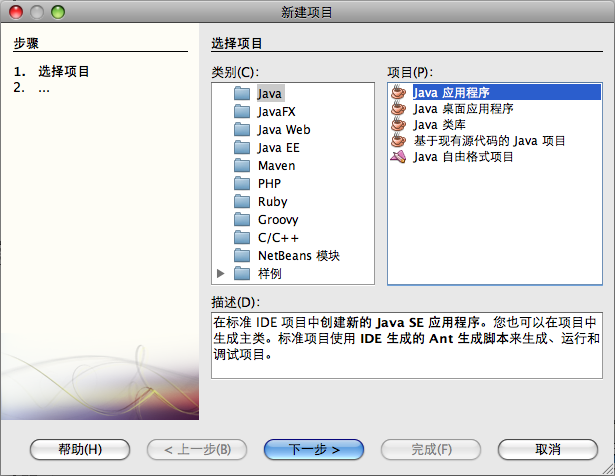 新建项目
步骤
1. 选择项目
2. ...
选择项目
类别(C):
Java
JavaFX
Java Web
Java EE
Maven
PHP
Ruby
Groovy
C/C++
NetBeans 模块
样例
项目(P):
Java 应用程序
Java 桌面应用程序
Java 类库
基于现有源代码的 Java 项目
Java 自由格式项目
描述(D):
在标准 IDE 项目中创建新的 Java SE 应用程序。您也可以在项目中
生成主类。标准项目使用 IDE 生成的 Ant 生成脚本来生成、运行和
调试项目。
帮助(H)
< 上一步(B)
下一步 >
完成(F)
取消